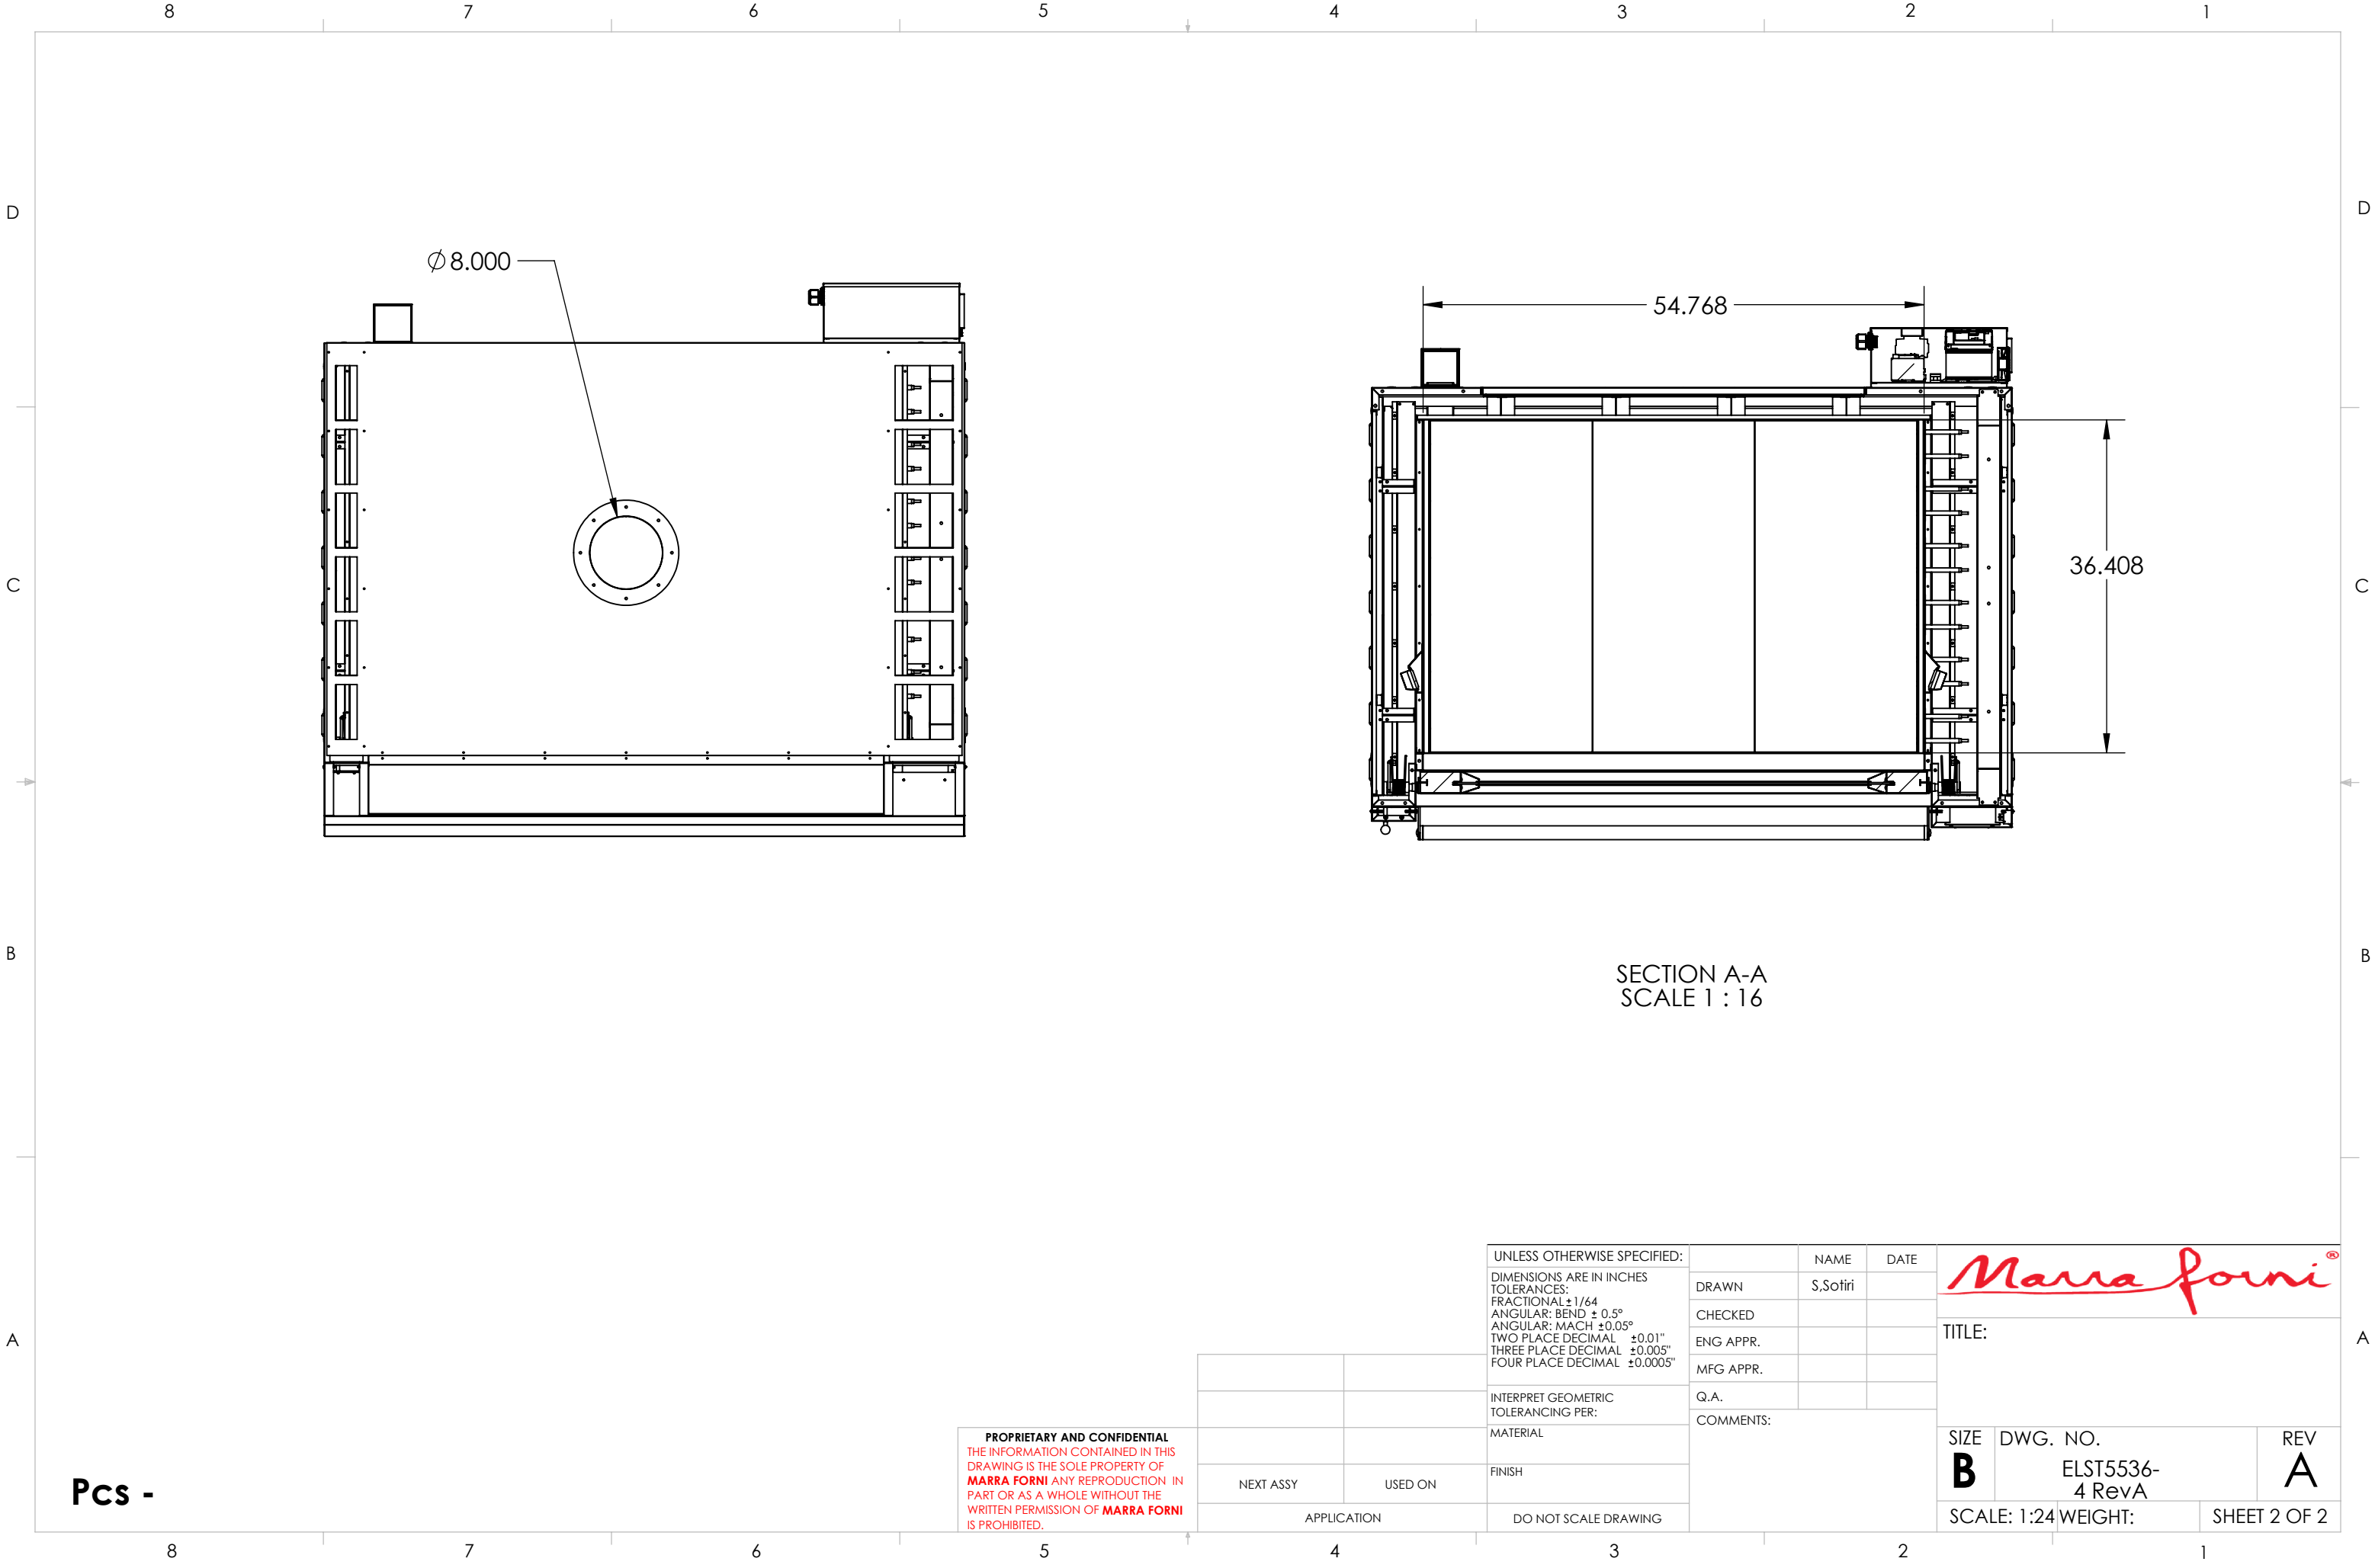 8 7 6 5 4 3 2 1
D D
Ø8.000
54.768
36.408
C C
B B
SECTION A-A
SCALE 1 : 16
A A
Pcs -
PROPRIETARY AND CONFIDENTIAL
THE INFORMATION CONTAINED IN THIS
DRAWING IS THE SOLE PROPERTY OF
MARRA FORNI ANY REPRODUCTION IN
PART OR AS A WHOLE WITHOUT THE
WRITTEN PERMISSION OF MARRA FORNI
IS PROHIBITED.
NEXT ASSY USED ON
APPLICATION
UNLESS OTHERWISE SPECIFIED:
DIMENSIONS ARE IN INCHES
TOLERANCES:
FRACTIONAL±1/64
ANGULAR: BEND ± 0.5°
ANGULAR: MACH ±0.05°
TWO PLACE DECIMAL ±0.01"
THREE PLACE DECIMAL ±0.005"
FOUR PLACE DECIMAL ±0.0005"
INTERPRET GEOMETRIC
TOLERANCING PER:
MATERIAL
FINISH
DO NOT SCALE DRAWING
NAME DATE
DRAWN S,Sotiri
CHECKED
ENG APPR.
MFG APPR.
Q.A.
COMMENTS:
Marra forni®
TITLE:
SIZE DWG. NO. REV
B ELST5536- A
4 RevA
SCALE: 1:24 WEIGHT: SHEET 2 OF 2
8 7 6 5 4 3 2 1